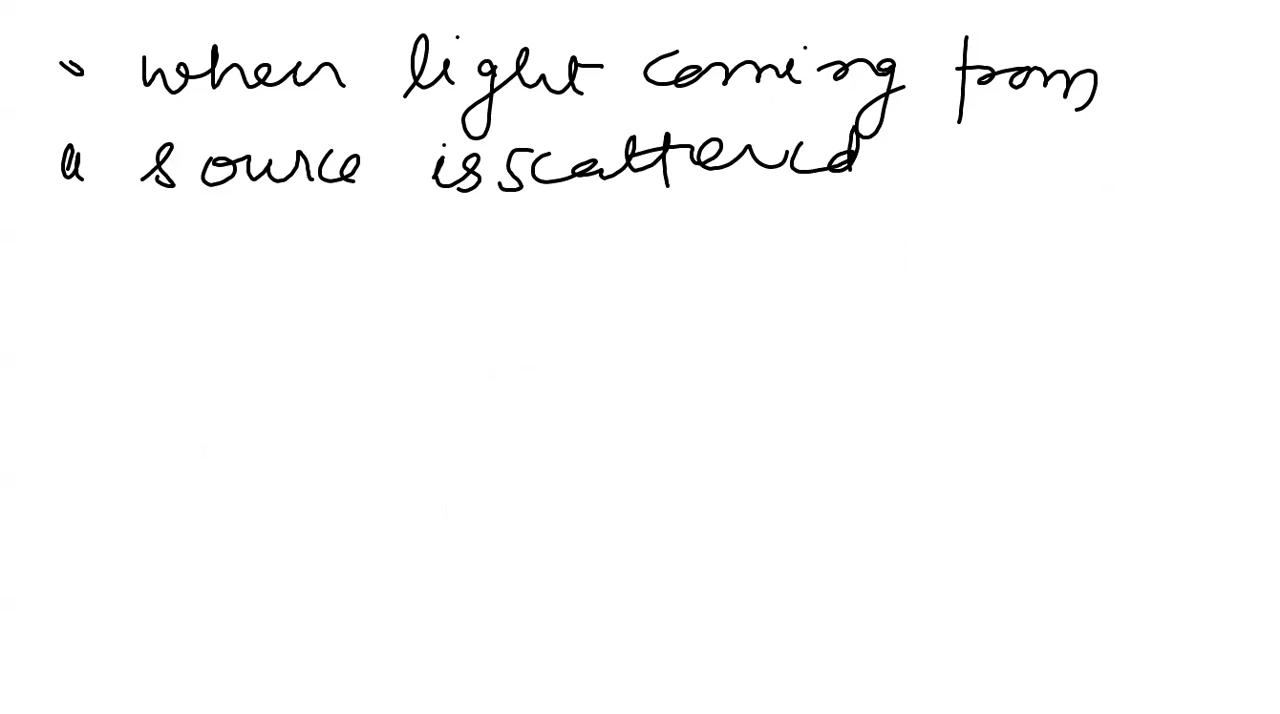 when light coming from
a source is scattered